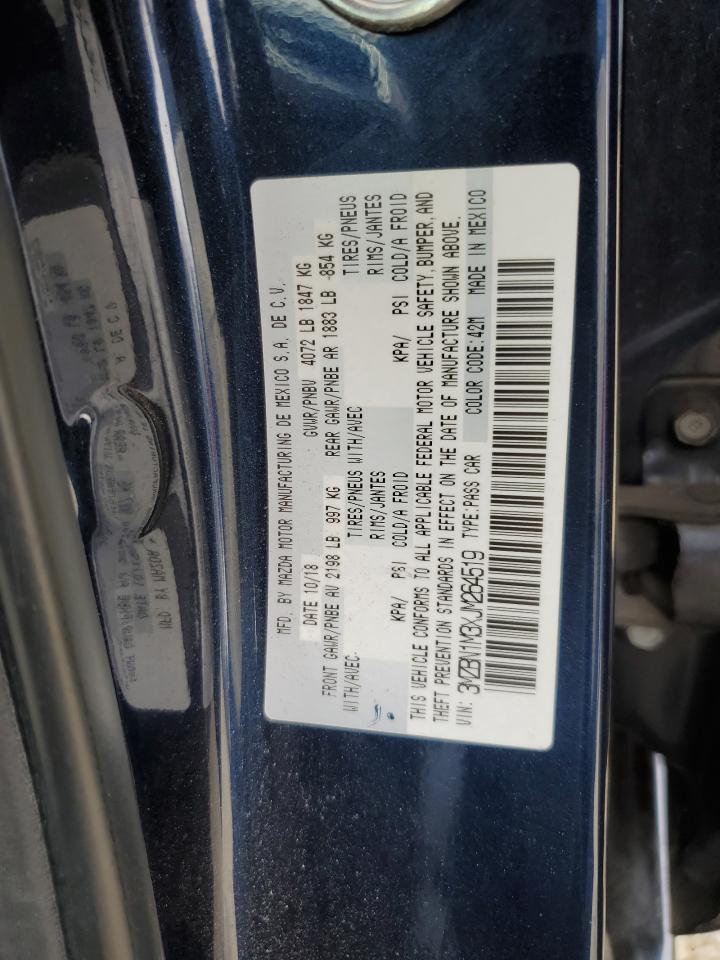 MFD. BY MAZDA MOTOR MANUFACTURING DE MEXICO S.A. DE C.V.
DATE 10/18 GVWR/PNBV 4072 LB 1847 KG
FRONT GAWR/PNBE AV 2198 LB 997 KG REAR GAWR/PNBE AR 1883 LB 854 KG
WITH/AVEC. TIRES/PNEUS WITH/AVEC TIRES/PNEUS
RIMS/JANTES RIMS/JANTES
KPA/ PSI COLD/A FROID KPA/ PSI COLD/A FROID
THIS VEHICLE CONFORMS TO ALL APPLICABLE FEDERAL MOTOR VEHICLE SAFETY, BUMPER, AND
THEFT PREVENTION STANDARDS IN EFFECT ON THE DATE OF MANUFACTURE SHOWN ABOVE.
VIN: 3MZBN1M3XJM264519 TYPE:PASS CAR COLOR CODE:42M MADE IN MEXICO